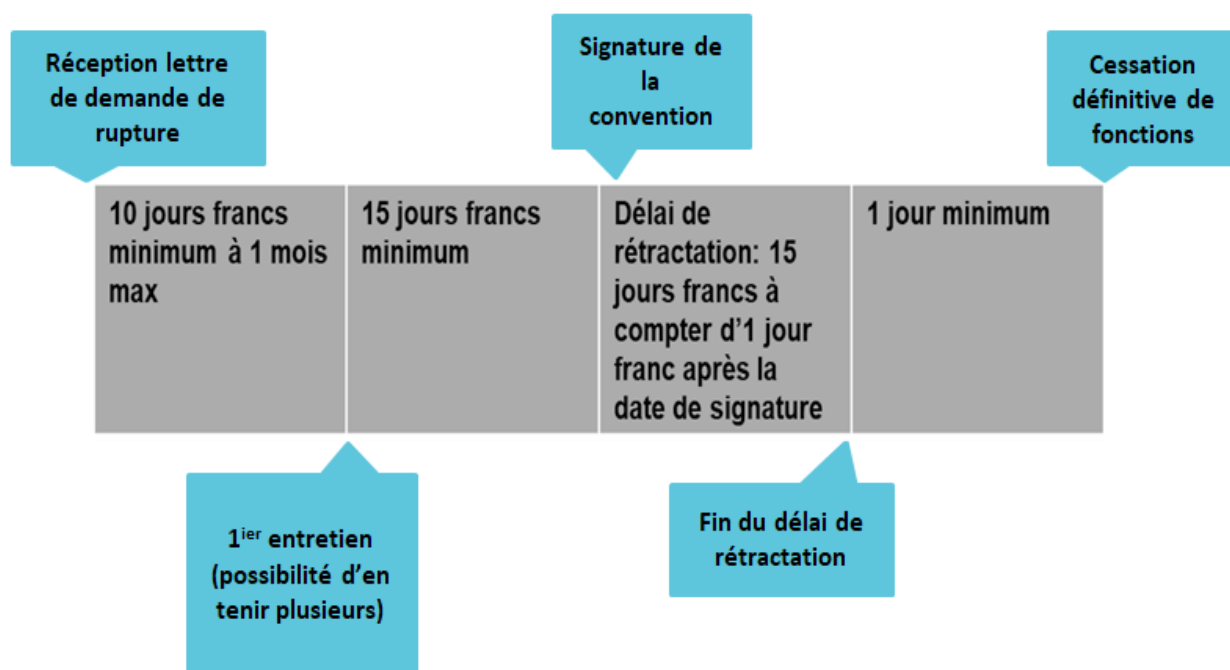 Réception lettre
de demande de
rupture
Signature de
la
convention
Cessation
définitive de
fonctions
10 jours francs
minimum à 1 mois
max
15 jours francs
minimum
Délai de
rétractation: 15
jours francs à
compter d'1 jour
franc après la
date de signature
1 jour minimum
1ier entretien
(possibilité d'en
tenir plusieurs)
Fin du délai de
rétractation